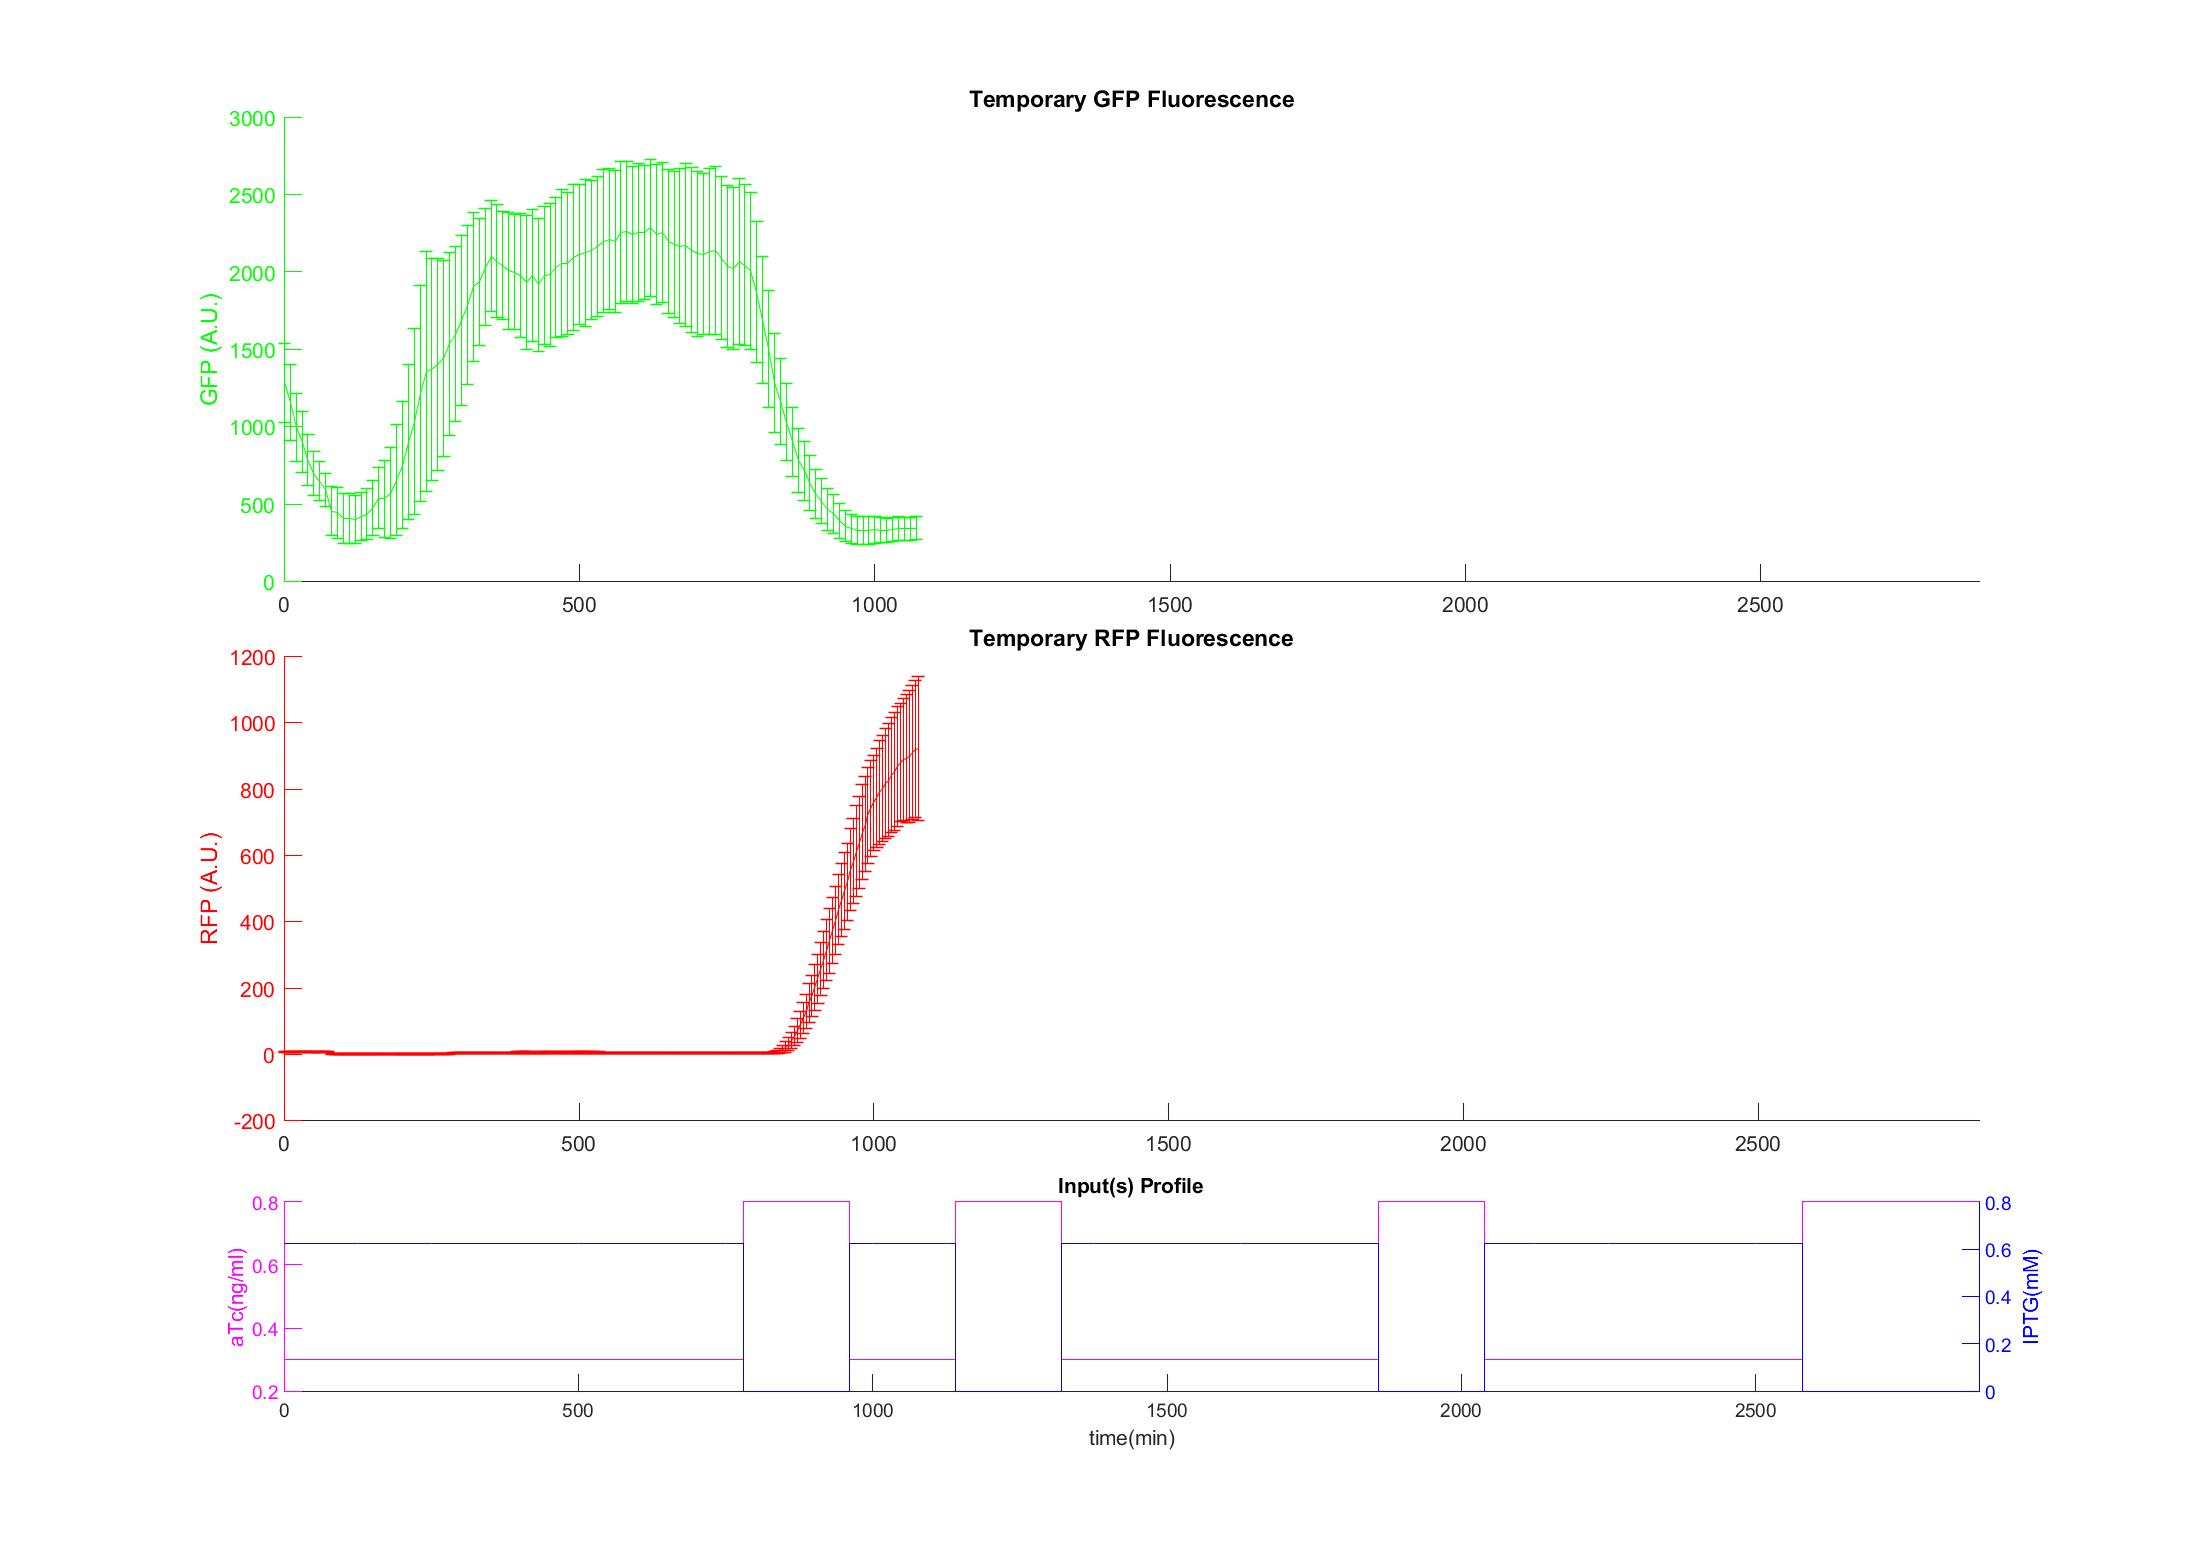 Temporary GFP Fluorescence
3000
2500
2000
1500
1000
500
0
GFP (A.U.)
0 500 1000 1500 2000 2500
Temporary RFP Fluorescence
1200
1000
800
600
400
200
0
-200
RFP (A.U.)
0 500 1000 1500 2000 2500
Input(s) Profile
0.8
0.6
0.4
0.2
aTc(ng/ml)
0.8
0.6
0.4
0.2
0
IPTG(mM)
0 500 1000 1500 2000 2500
time(min)